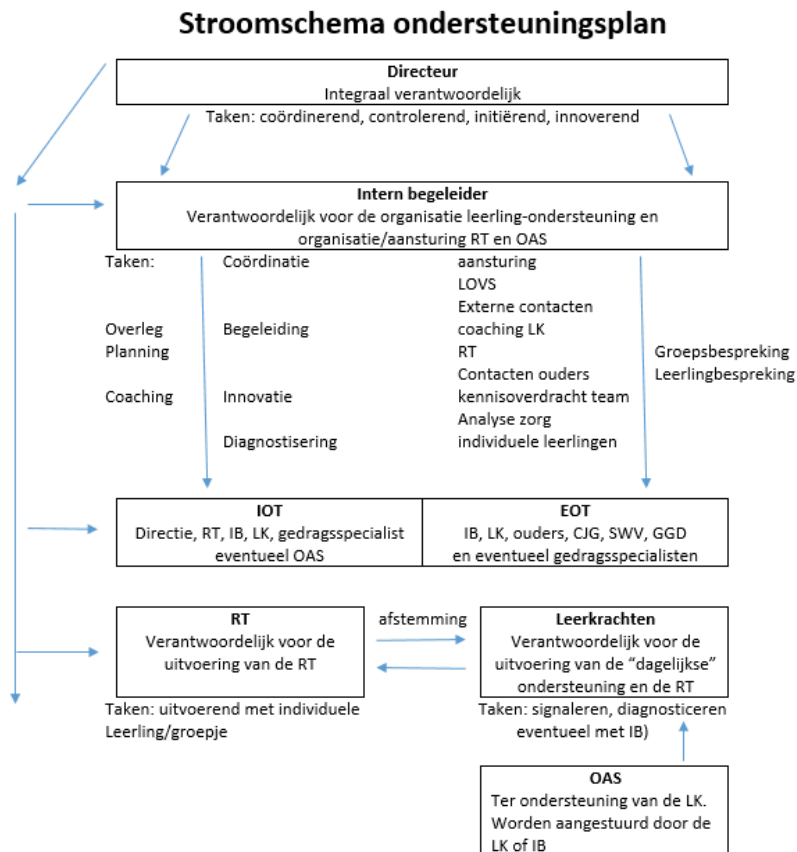 Stroomschema ondersteuningsplan
Directeur
Integraal verantwoordelijk
Taken: coördinerend, controlerend, initiërend, innoverend
Intern begeleider
Verantwoordelijk voor de organisatie leerling-ondersteuning en
organisatie/aansturing RT en OAS
Taken: Coördinatie aansturing
LOVS
Externe contacten
Overleg Begeleiding coaching LK
Planning RT Groepsbespreking
Contacten ouders Leerlingbespreking
Coaching Innovatie kennisoverdracht team
Analyse zorg
Diagnostisering individuele leerlingen
IOT
Directie, RT, IB, LK, gedragsspecialist
eventueel OAS
EOT
IB, LK, ouders, CJG, SWV, GGD
en eventueel gedragsspecialisten
RT
Verantwoordelijk voor de
uitvoering van de RT
Taken: uitvoerend met individuele
Leerling/groepje
afstemming
Leerkrachten
Verantwoordelijk voor de
uitvoering van de “dagelijkse”
ondersteuning en de RT
Taken: signaleren, diagnosticeren
eventueel met IB)
OAS
Ter ondersteuning van de LK.
Worden aangestuurd door de
LK of IB